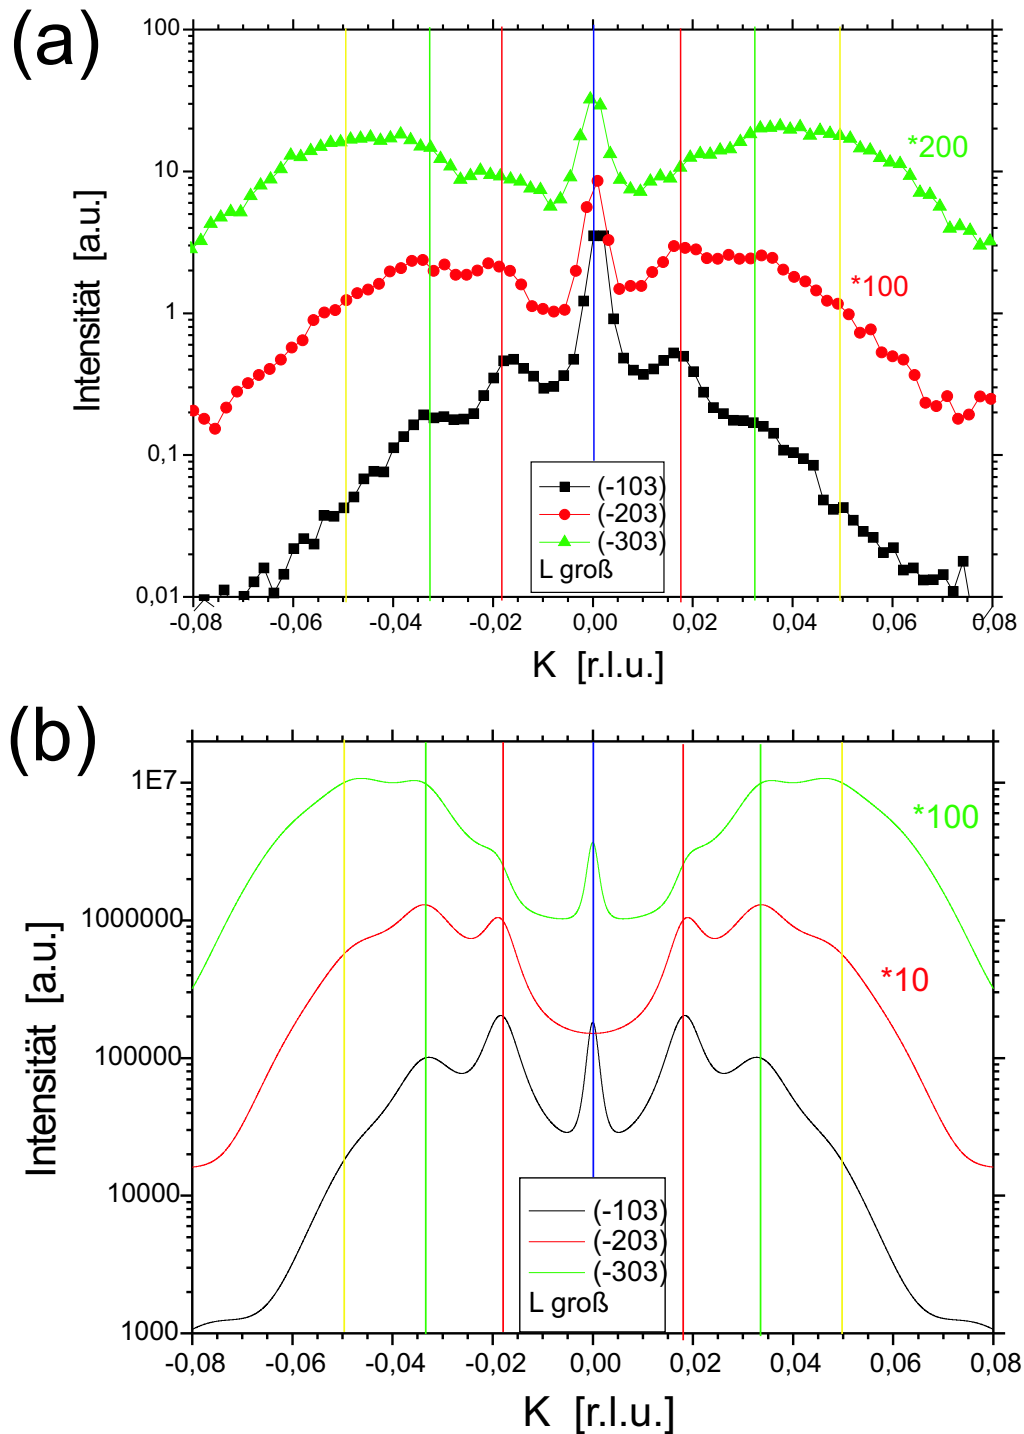 (a)
Intensität [a.u.]
100
10
1
0,1
0,01
*200
*100
(-103)
(-203)
(-303)
L groß
-0,08 -0,06 -0,04 -0,02 0,00 0,02 0,04 0,06 0,08
K [r.l.u.]
(b)
Intensität [a.u.]
1E7
1000000
100000
10000
1000
*100
*10
(-103)
(-203)
(-303)
L groß
-0,08 -0,06 -0,04 -0,02 0,00 0,02 0,04 0,06 0,08
K [r.l.u.]